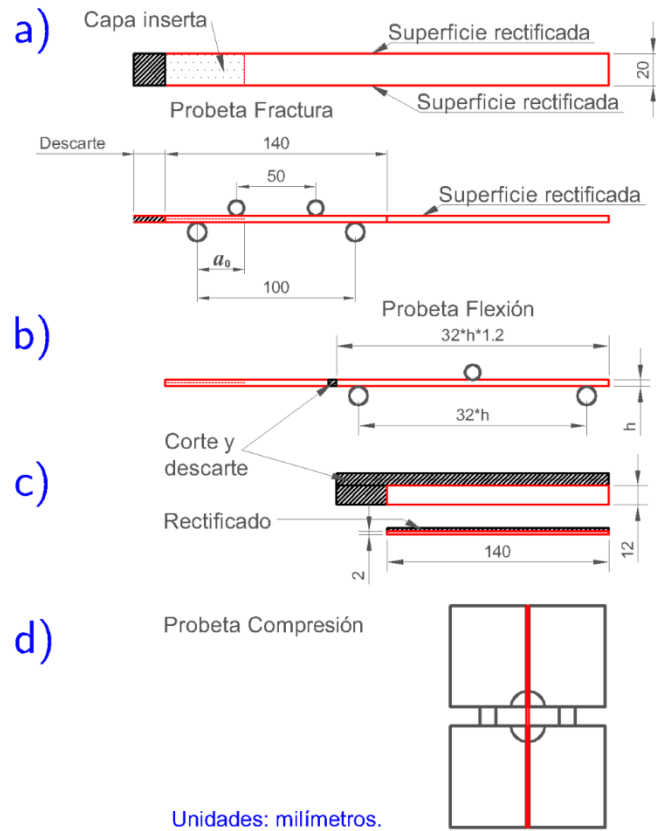 a)
Capa inserta
Superficie rectificada
20
Superficie rectificada
Probeta Fractura
Descarte
140
50
Superficie rectificada
a₀
100
b)
Probeta Flexión
32*h*1.2
32*h
h
Corte y
descarte
c)
Rectificado
2
140
12
d)
Probeta Compresión
Unidades: milímetros.